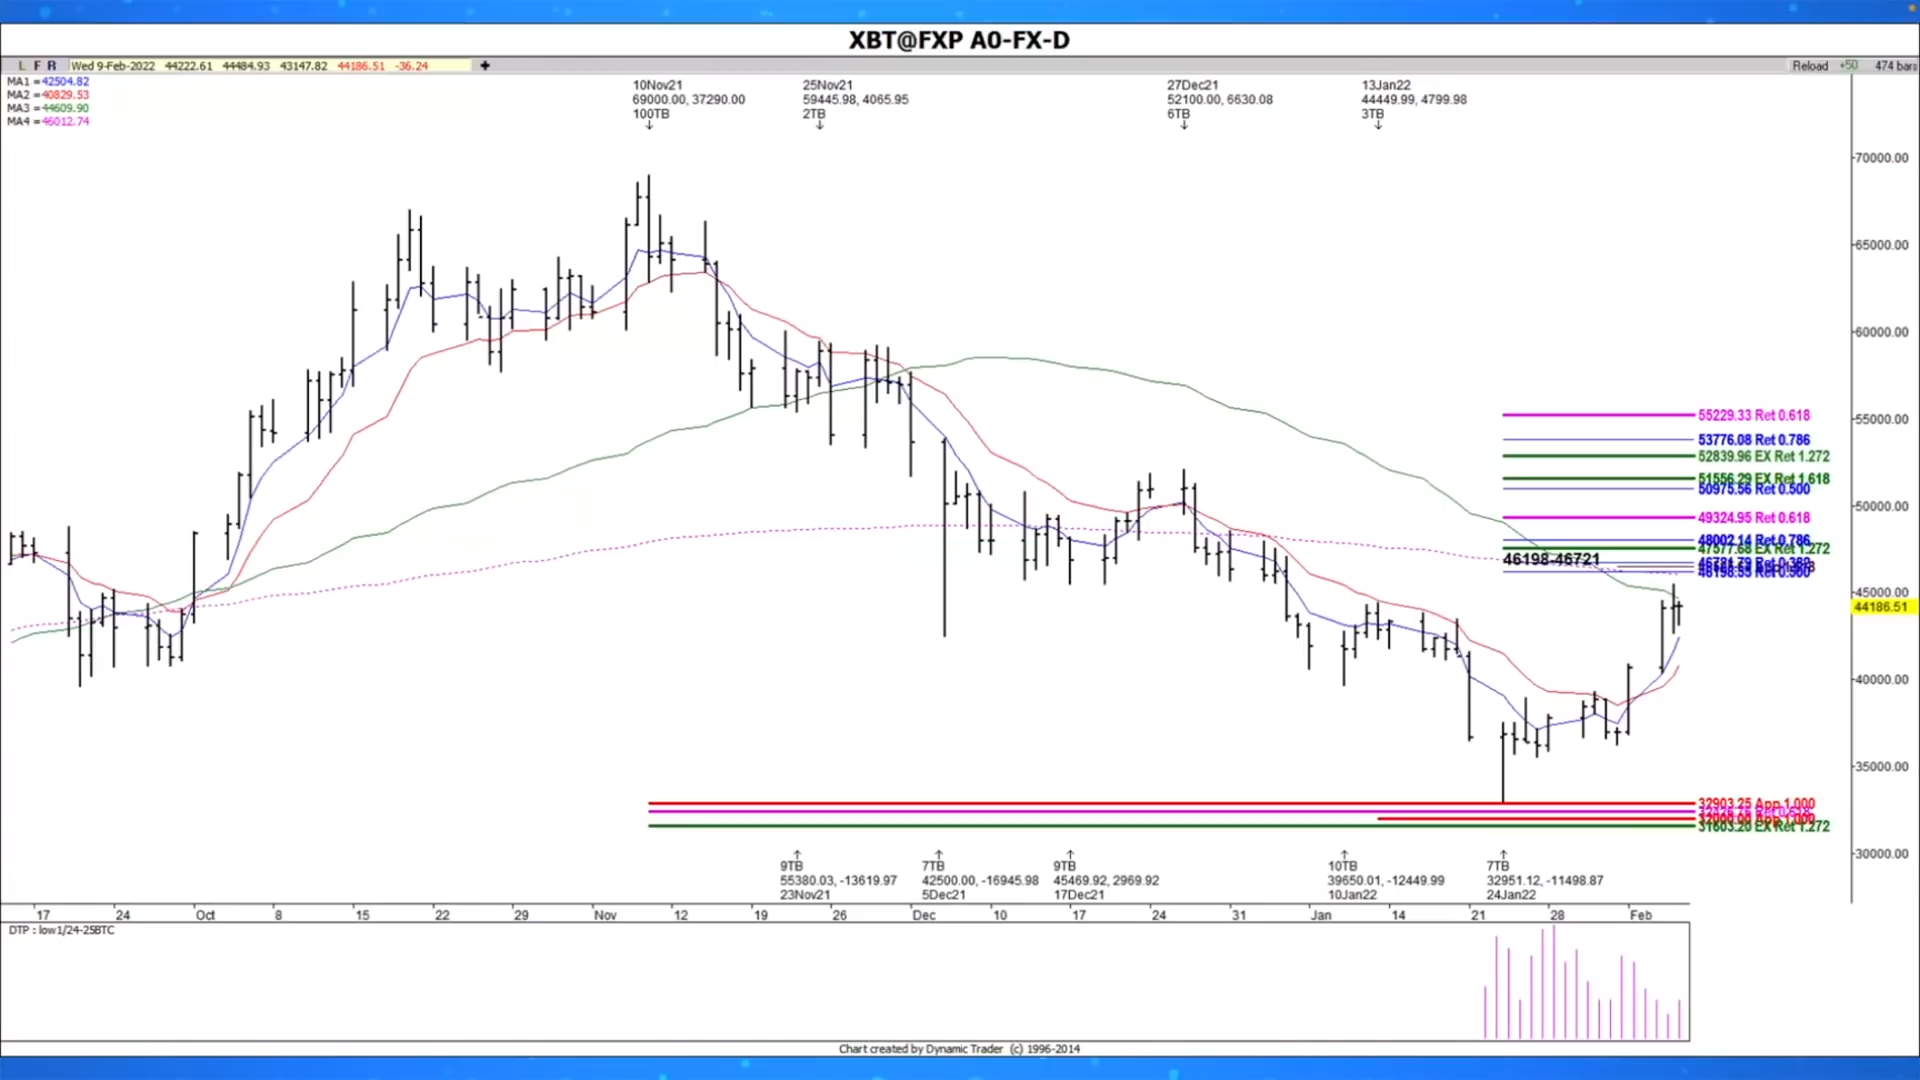 XBT@FXP A0-FX-D
L F R Wed 9-Feb-2022 44222.61 44484.93 43147.82 44186.51 -36.24
Reload +50 474 bars
MA1 =42504.82
MA2 =40829.53
MA3 =44609.90
MA4 =46012.74
10Nov21
69000.00, 37290.00
100TB
25Nov21
59445.98, 4065.95
2TB
27Dec21
52100.00, 6630.08
6TB
13Jan22
44449.99, 4799.98
3TB
70000.00
65000.00
60000.00
55000.00
50000.00
45000.00
44186.51
40000.00
35000.00
30000.00
55229.33 Ret 0.618
53776.08 Ret 0.786
52839.96 EX Ret 1.272
51556.29 EX Ret 1.618
50975.56 Ret 0.500
49324.95 Ret 0.618
48002.14 Ret 0.786
47577.68 EX Ret 1.272
46198-46721
32903.25 App 1.000
32000.00 App 1.000
31603.20 EX Ret 1.272
9TB
55380.03, -13619.97
23Nov21
7TB
42500.00, -16945.98
5Dec21
9TB
45469.92, 2969.92
17Dec21
10TB
39650.01, -12449.99
10Jan22
7TB
32951.12, -11498.87
24Jan22
17 24 Oct 8 15 22 29 Nov 12 19 26 Dec 10 17 24 31 Jan 14 21 28 Feb
DTP : low1/24-25BTC
Chart created by Dynamic Trader (c) 1996-2014